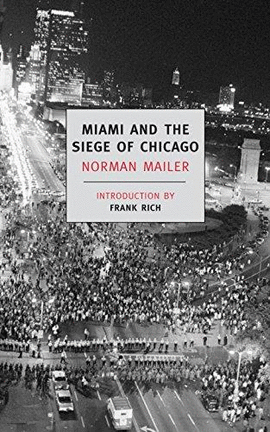 MIAMI AND THE
SIEGE OF CHICAGO
NORMAN MAILER
INTRODUCTION BY
FRANK RICH